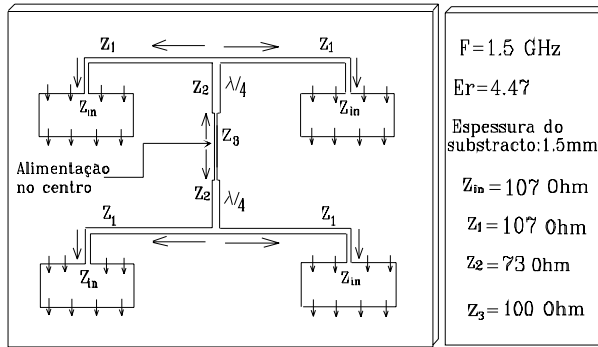 Z1 Z1
Zin Z2 λ/4 Zin
Z3
Alimentação
no centro
Z2 λ/4
Z1 Z1
Zin Zin
F=1.5 GHz
Er=4.47
Espessura do
substracto:1.5mm
Zin = 107 Ohm
Z1 = 107 Ohm
Z2 = 73 Ohm
Z3 = 100 Ohm